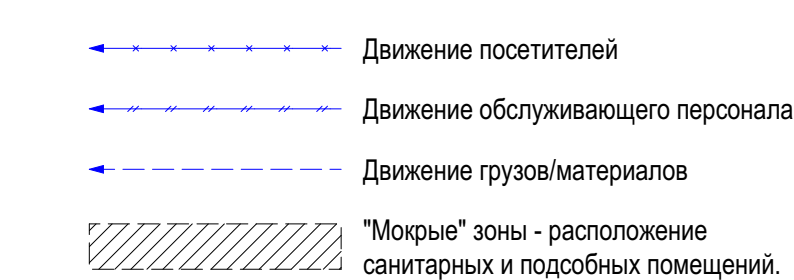 Движение посетителей
Движение обслуживающего персонала
Движение грузов/материалов
"Мокрые" зоны - расположение
санитарных и подсобных помещений.